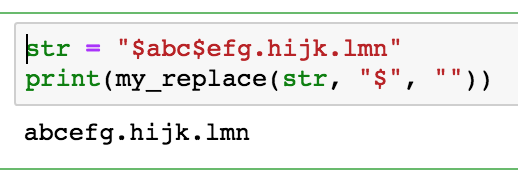 str = "$abc$efg.hijk.lmn"
print(my_replace(str, "$", ""))
abcefg.hijk.lmn